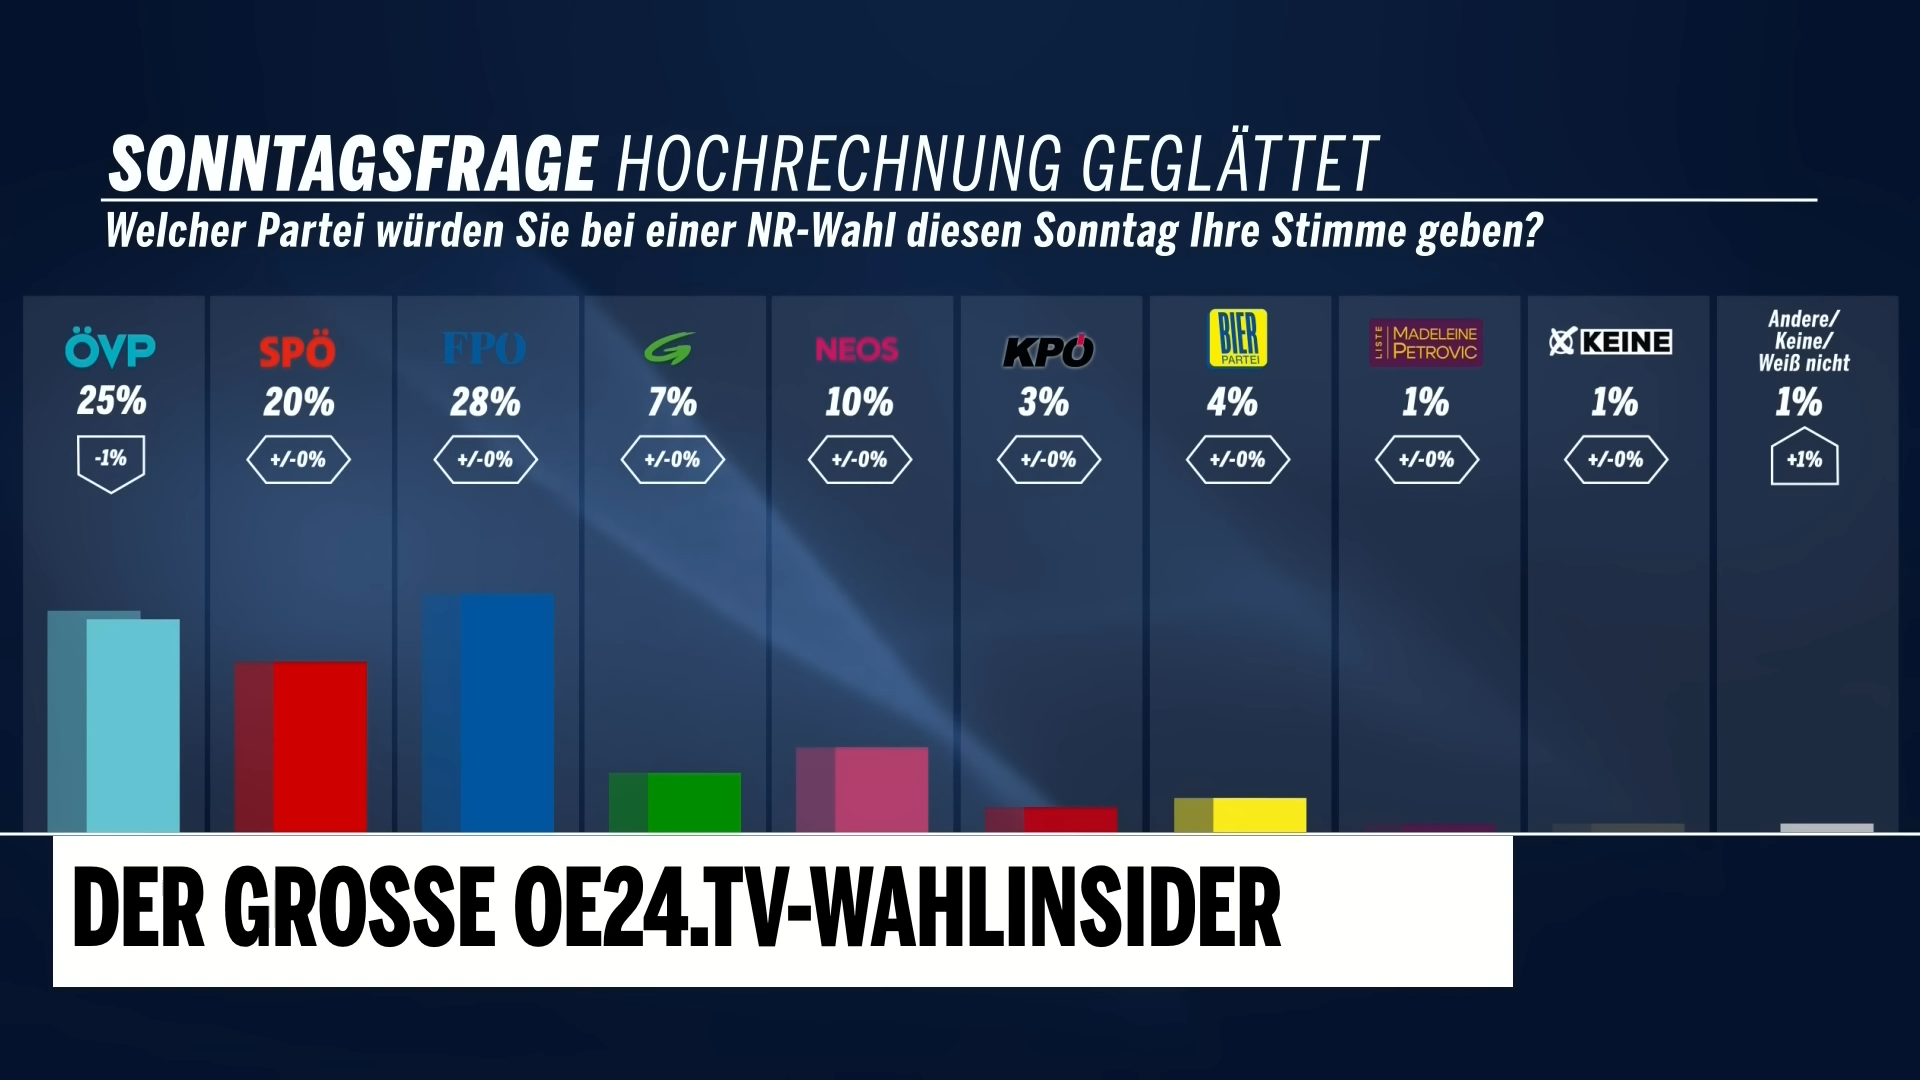 SONNTAGSFRAGE HOCHRECHNUNG GEGLÄTTET
Welcher Partei würden Sie bei einer NR-Wahl diesen Sonntag Ihre Stimme geben?
ÖVP
25%
-1%
SPÖ
20%
+/-0%
FPÖ
28%
+/-0%
G
7%
+/-0%
NEOS
10%
+/-0%
KPÖ
3%
+/-0%
BIER
PARTEI
4%
+/-0%
LISTE
MADELEINE
PETROVIC
1%
+/-0%
KEINE
1%
+/-0%
Andere/
Keine/
Weiß nicht
1%
+1%
DER GROSSE OE24.TV-WAHLINSIDER